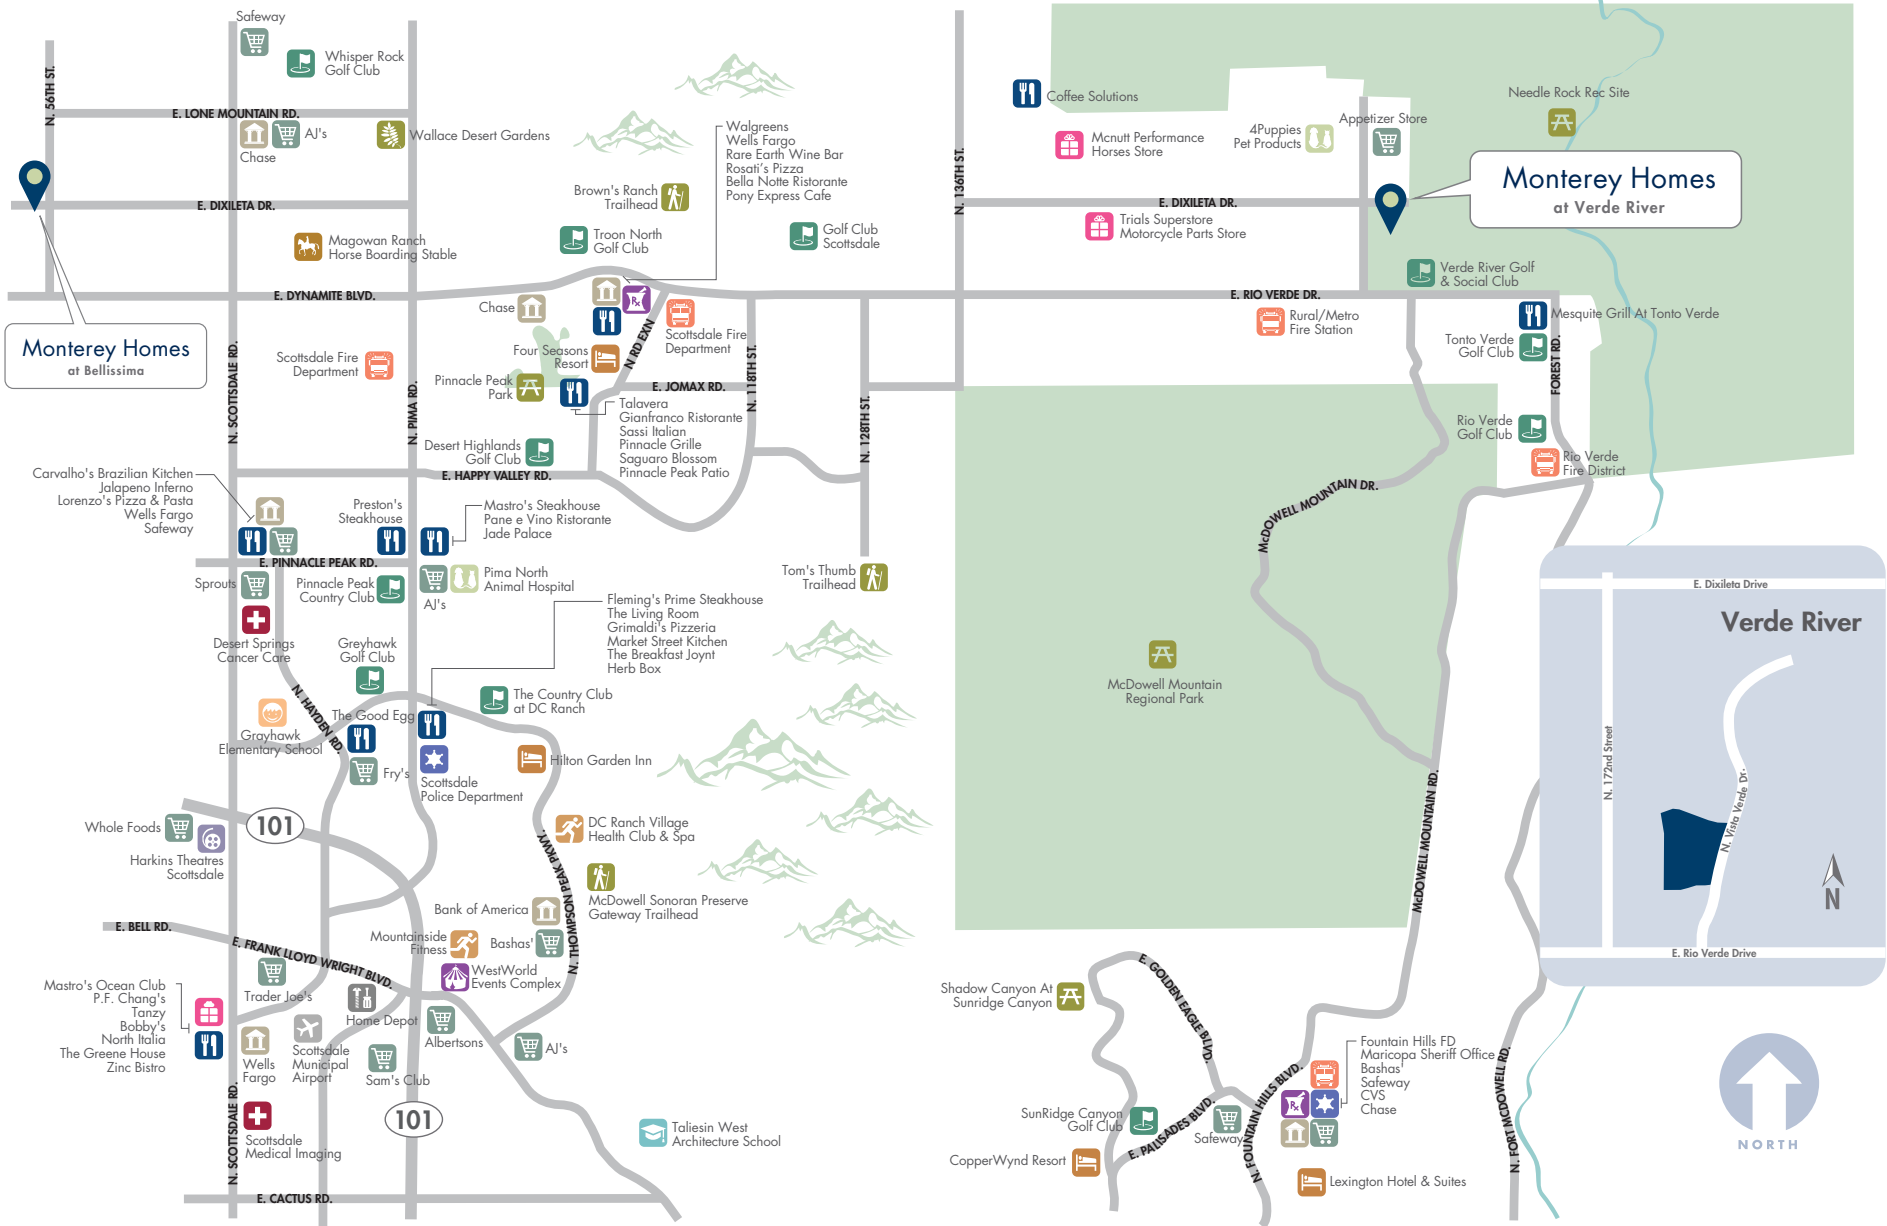 Safeway
Whisper Rock
Golf Club
N. 56TH ST.
E. LONE MOUNTAIN RD.
AJ's
Chase
Wallace Desert Gardens
E. DIXILETA DR.
Magowan Ranch
Horse Boarding Stable
E. DYNAMITE BLVD.
Monterey Homes
at Bellissima
Scottsdale Fire
Department
N. SCOTTSDALE RD.
N. PIMA RD.
Brown's Ranch
Trailhead
Troon North
Golf Club
Walgreens
Wells Fargo
Rare Earth Wine Bar
Rosati's Pizza
Bella Notte Ristorante
Pony Express Cafe
Golf Club
Scottsdale
Chase
Rx
Scottsdale Fire
Department
Four Seasons
Resort
N RD EXN
Pinnacle Peak
Park
E. JOMAX RD.
N. 118TH ST.
N. 128TH ST.
Talavera
Gianfranco Ristorante
Sassi Italian
Pinnacle Grille
Saguaro Blossom
Pinnacle Peak Patio
Desert Highlands
Golf Club
E. HAPPY VALLEY RD.
Carvalho's Brazilian Kitchen
Jalapeno Inferno
Lorenzo's Pizza & Pasta
Wells Fargo
Safeway
Preston's
Steakhouse
Mastro's Steakhouse
Pane e Vino Ristorante
Jade Palace
E. PINNACLE PEAK RD.
Sprouts
Pinnacle Peak
Country Club
AJ's
Pima North
Animal Hospital
Tom's Thumb
Trailhead
Desert Springs
Cancer Care
Greyhawk
Golf Club
Fleming's Prime Steakhouse
The Living Room
Grimaldi's Pizzeria
Market Street Kitchen
The Breakfast Joynt
Herb Box
N. HAYDEN RD.
The Country Club
at DC Ranch
Grayhawk
Elementary School
The Good Egg
Fry's
Scottsdale
Police Department
Hilton Garden Inn
101
Whole Foods
Harkins Theatres
Scottsdale
DC Ranch Village
Health Club & Spa
N. THOMPSON PEAK PKWY.
McDowell Sonoran Preserve
Gateway Trailhead
Bank of America
E. BELL RD.
E. FRANK LLOYD WRIGHT BLVD.
Mountainside
Fitness
Bashas'
WestWorld
Events Complex
Trader Joe's
Home Depot
Mastro's Ocean Club
P.F. Chang's
Tanzy
Bobby's
North Italia
The Greene House
Zinc Bistro
Wells
Fargo
Scottsdale
Municipal
Airport
Sam's Club
Albertsons
AJ's
N. SCOTTSDALE RD.
101
Scottsdale
Medical Imaging
Taliesin West
Architecture School
E. CACTUS RD.
N. 136TH ST.
Coffee Solutions
Mcnutt Performance
Horses Store
4Puppies
Pet Products
Appetizer Store
Needle Rock Rec Site
Monterey Homes
at Verde River
E. DIXILETA DR.
Trials Superstore
Motorcycle Parts Store
Verde River Golf
& Social Club
E. RIO VERDE DR.
Rural/Metro
Fire Station
Mesquite Grill At Tonto Verde
Tonto Verde
Golf Club
FOREST RD.
Rio Verde
Golf Club
Rio Verde
Fire District
McDOWELL MOUNTAIN DR.
McDowell Mountain
Regional Park
McDOWELL MOUNTAIN RD.
E. Dixileta Drive
Verde River
N. 172nd Street
N. Vista Verde Dr.
N
E. Rio Verde Drive
Shadow Canyon At
Sunridge Canyon
E. GOLDEN EAGLE BLVD.
SunRidge Canyon
Golf Club
E. PALISADES BLVD.
Safeway
N. FOUNTAIN HILLS BLVD.
Fountain Hills FD
Maricopa Sheriff Office
Bashas'
Safeway
CVS
Chase
Rx
CopperWynd Resort
Lexington Hotel & Suites
N. FORT MCDOWELL RD.
NORTH